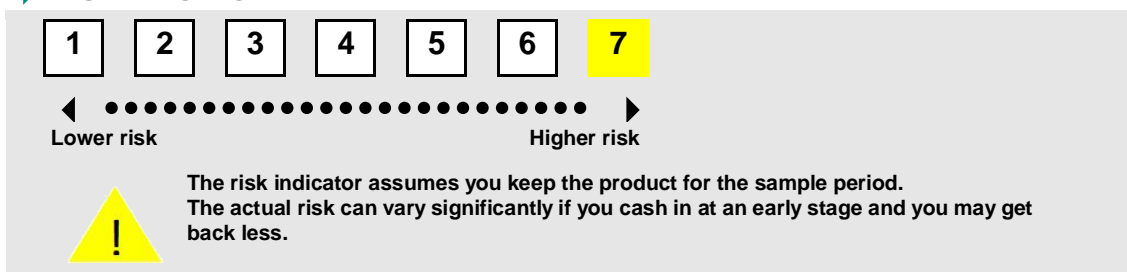 1 2 3 4 5 6 7
Lower risk Higher risk
The risk indicator assumes you keep the product for the sample period.
The actual risk can vary significantly if you cash in at an early stage and you may get
back less.
!